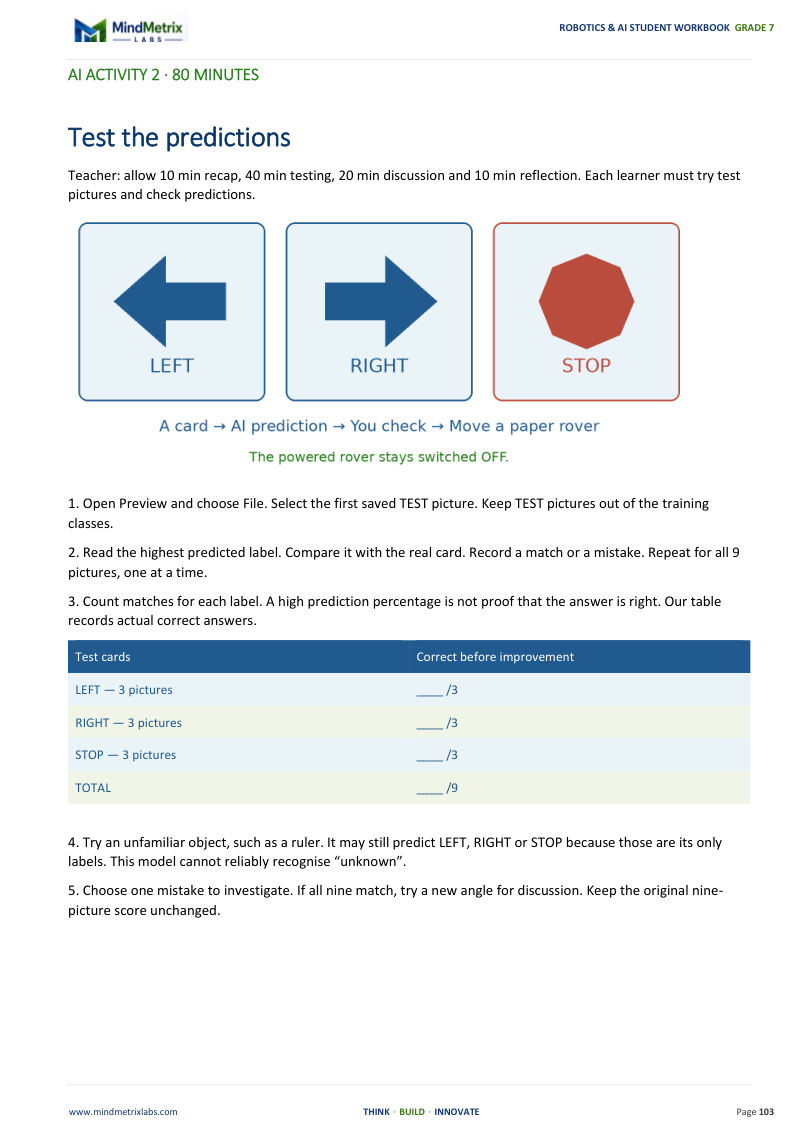 MindMetrix
LABS
ROBOTICS & AI STUDENT WORKBOOK GRADE 7
AI ACTIVITY 2 · 80 MINUTES
Test the predictions
Teacher: allow 10 min recap, 40 min testing, 20 min discussion and 10 min reflection. Each learner must try test
pictures and check predictions.
LEFT
RIGHT
STOP
A card → AI prediction → You check → Move a paper rover
The powered rover stays switched OFF.
1. Open Preview and choose File. Select the first saved TEST picture. Keep TEST pictures out of the training
classes.
2. Read the highest predicted label. Compare it with the real card. Record a match or a mistake. Repeat for all 9
pictures, one at a time.
3. Count matches for each label. A high prediction percentage is not proof that the answer is right. Our table
records actual correct answers.
Test cards Correct before improvement
LEFT — 3 pictures ____ /3
RIGHT — 3 pictures ____ /3
STOP — 3 pictures ____ /3
TOTAL ____ /9
4. Try an unfamiliar object, such as a ruler. It may still predict LEFT, RIGHT or STOP because those are its only
labels. This model cannot reliably recognise “unknown”.
5. Choose one mistake to investigate. If all nine match, try a new angle for discussion. Keep the original nine-
picture score unchanged.
www.mindmetrixlabs.com THINK • BUILD • INNOVATE Page 103